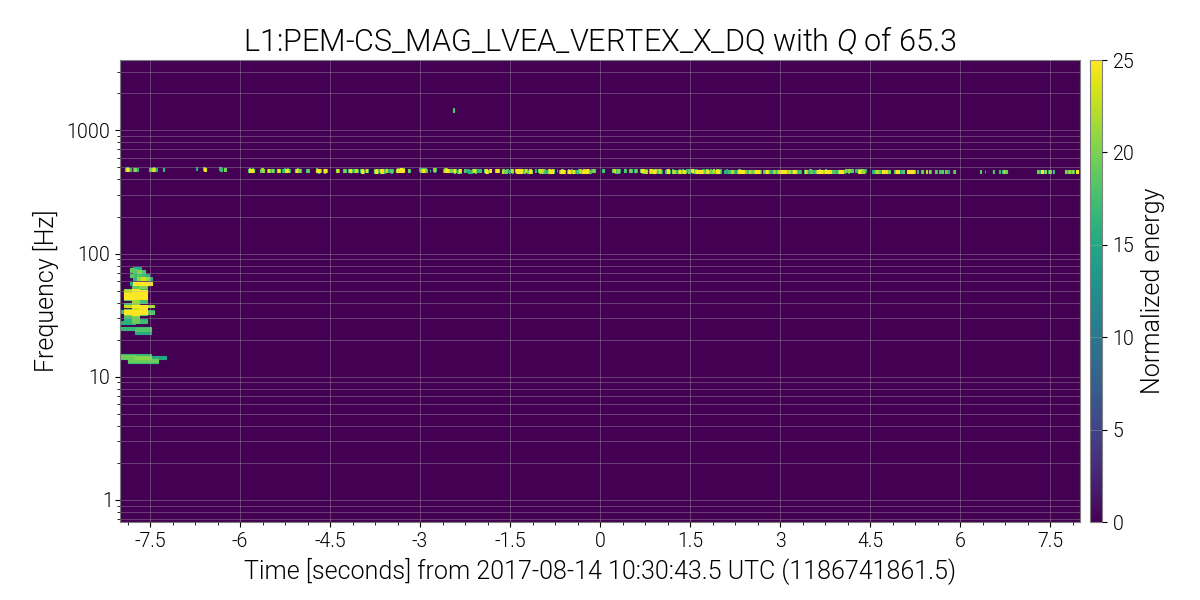 L1:PEM-CS_MAG_LVEA_VERTEX_X_DQ with Q of 65.3
Frequency [Hz]
1000
100
10
1
-7.5 -6 -4.5 -3 -1.5 0 1.5 3 4.5 6 7.5
Time [seconds] from 2017-08-14 10:30:43.5 UTC (1186741861.5)
25
20
15
10
5
0
Normalized energy